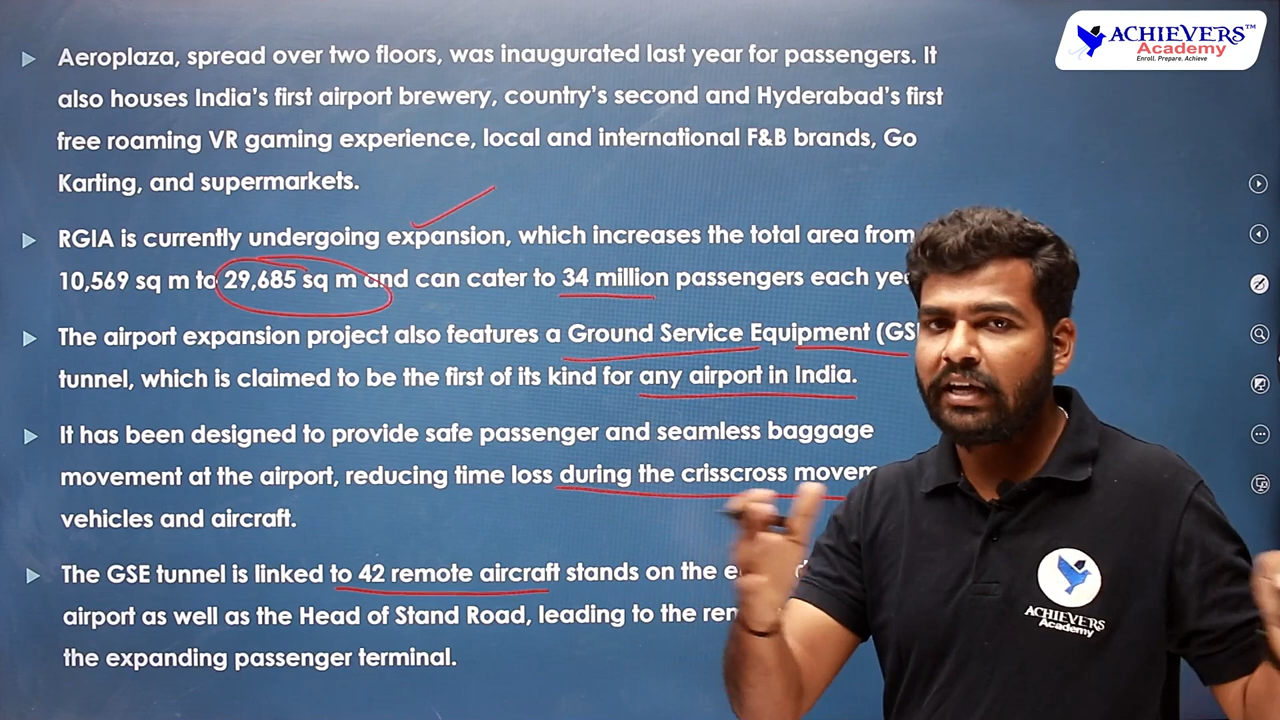 ACHIEVERS™
Academy
Enroll. Prepare. Achieve
Aeroplaza, spread over two floors, was inaugurated last year for passengers. It
also houses India's first airport brewery, country's second and Hyderabad's first
free roaming VR gaming experience, local and international F&B brands, Go
Karting, and supermarkets.
RGIA is currently undergoing expansion, which increases the total area from
10,569 sq m to 29,685 sq m and can cater to 34 million passengers each
The airport expansion project also features a Ground Service Equipment
tunnel, which is claimed to be the first of its kind for any airport in India.
It has been designed to provide safe passenger and seamless baggage
movement at the airport, reducing time loss during the crisscross
vehicles and aircraft.
The GSE tunnel is linked to 42 remote aircraft stands on the
airport as well as the Head of Stand Road, leading to the
the expanding passenger terminal.
ACHIEVERS
Academy